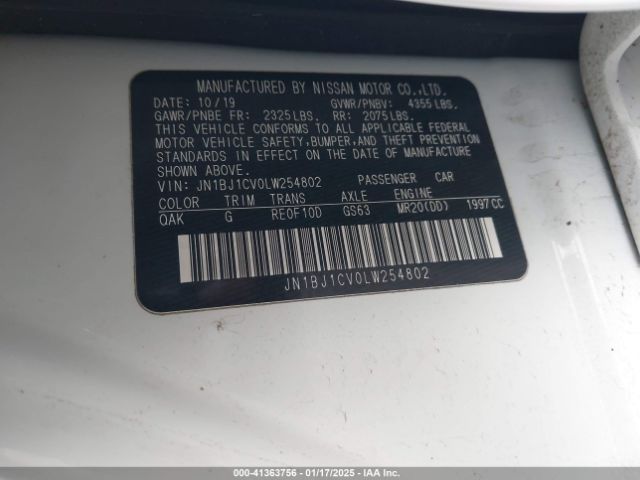 MANUFACTURED BY NISSAN MOTOR CO.,LTD.
DATE: 10/19 GVWR/PNBV: 4355 LBS.
GAWR/PNBE FR: 2325 LBS. RR: 2075 LBS.
THIS VEHICLE CONFORMS TO ALL APPLICABLE FEDERAL
MOTOR VEHICLE SAFETY, BUMPER, AND THEFT PREVENTION
STANDARDS IN EFFECT ON THE DATE OF MANUFACTURE
SHOWN ABOVE.
VIN: JN1BJ1CV0LW254802 PASSENGER CAR
COLOR TRIM TRANS AXLE ENGINE
QAK G RE0F10D GS63 MR20(DD) 1997CC
JN1BJ1CV0LW254802
000-41363756 — 01/17/2025 — IAAI.COM